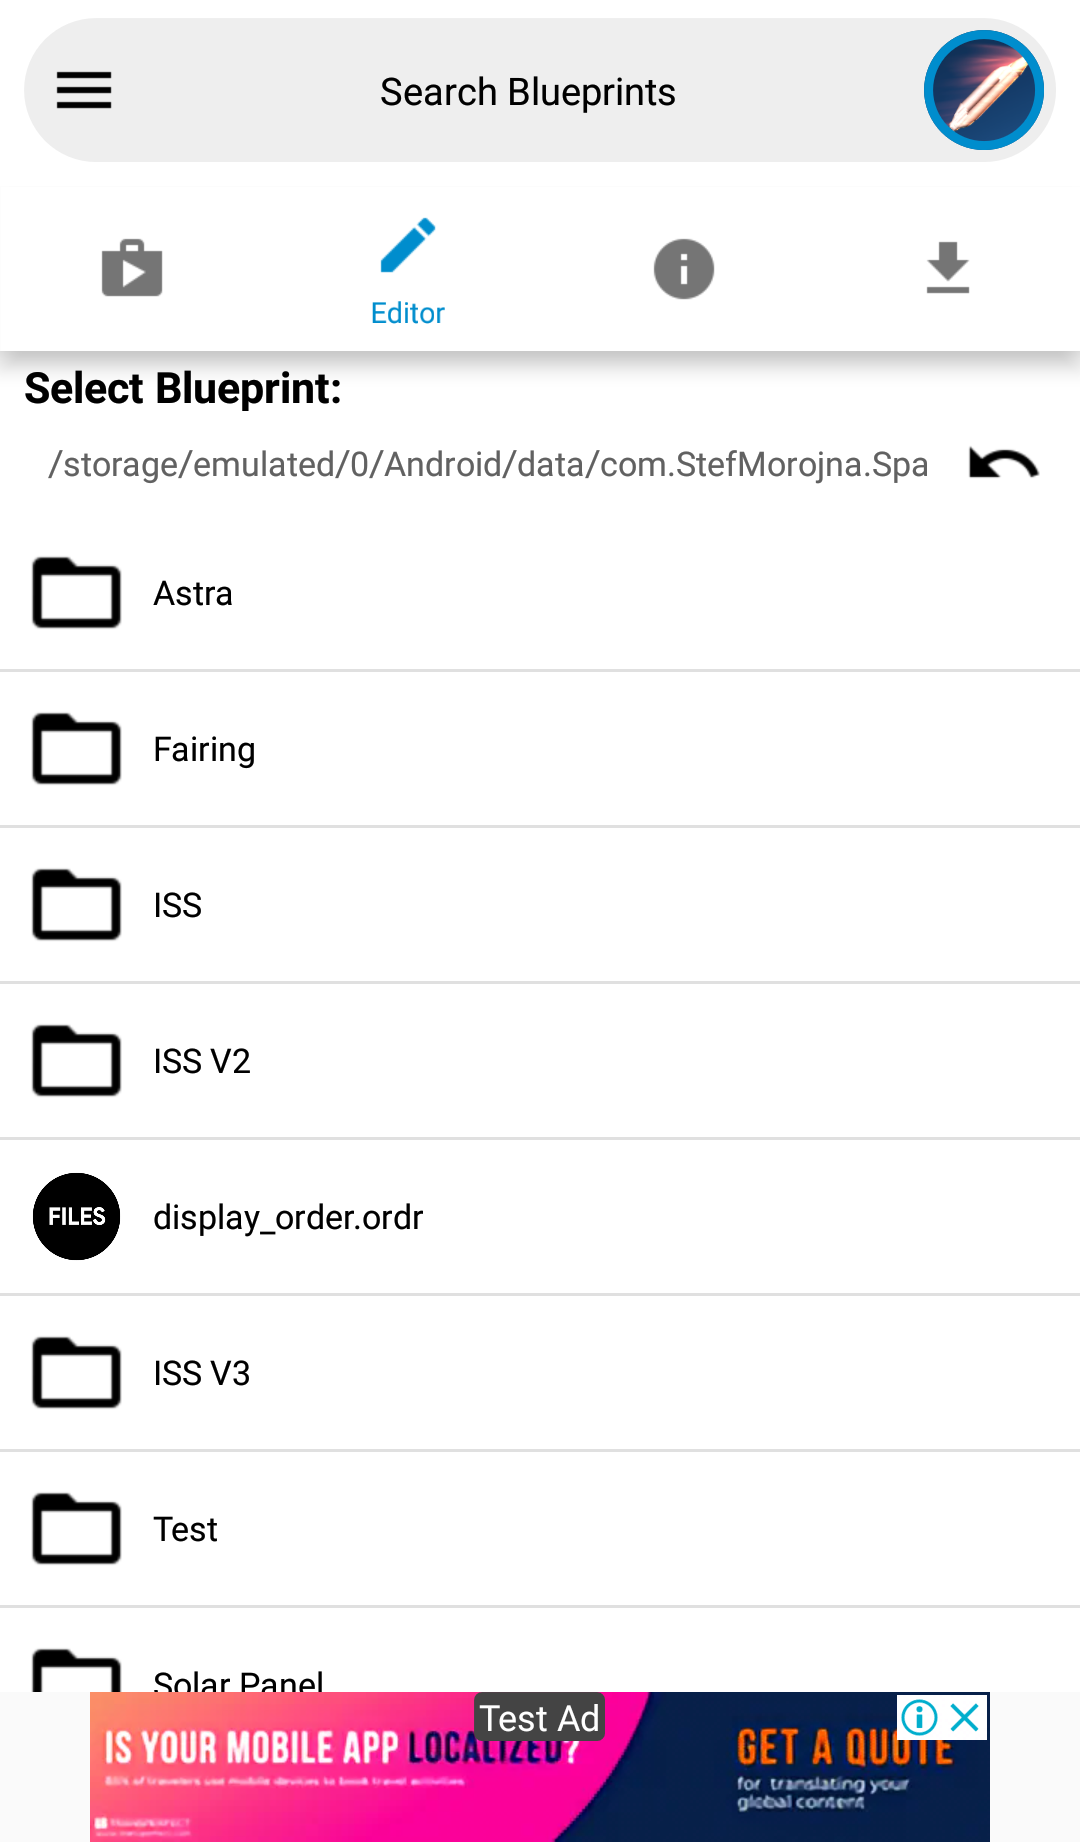 Search Blueprints
Editor
Select Blueprint:
/storage/emulated/0/Android/data/com.StefMorojna.Spa
Astra
Fairing
ISS
ISS V2
FILES
display_order.ordr
ISS V3
Test
Solar Panel
Test Ad
IS YOUR MOBILE APP LOCALIZED?
GET A QUOTE
for translating your
global content